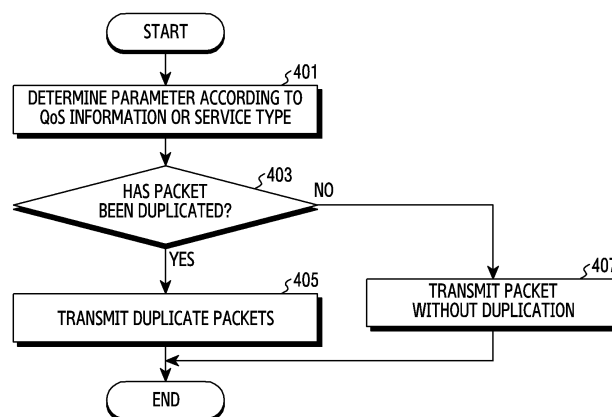 START
401
DETERMINE PARAMETER ACCORDING TO
QoS INFORMATION OR SERVICE TYPE
403
HAS PACKET
BEEN DUPLICATED?
NO
YES
405
TRANSMIT DUPLICATE PACKETS
407
TRANSMIT PACKET
WITHOUT DUPLICATION
END